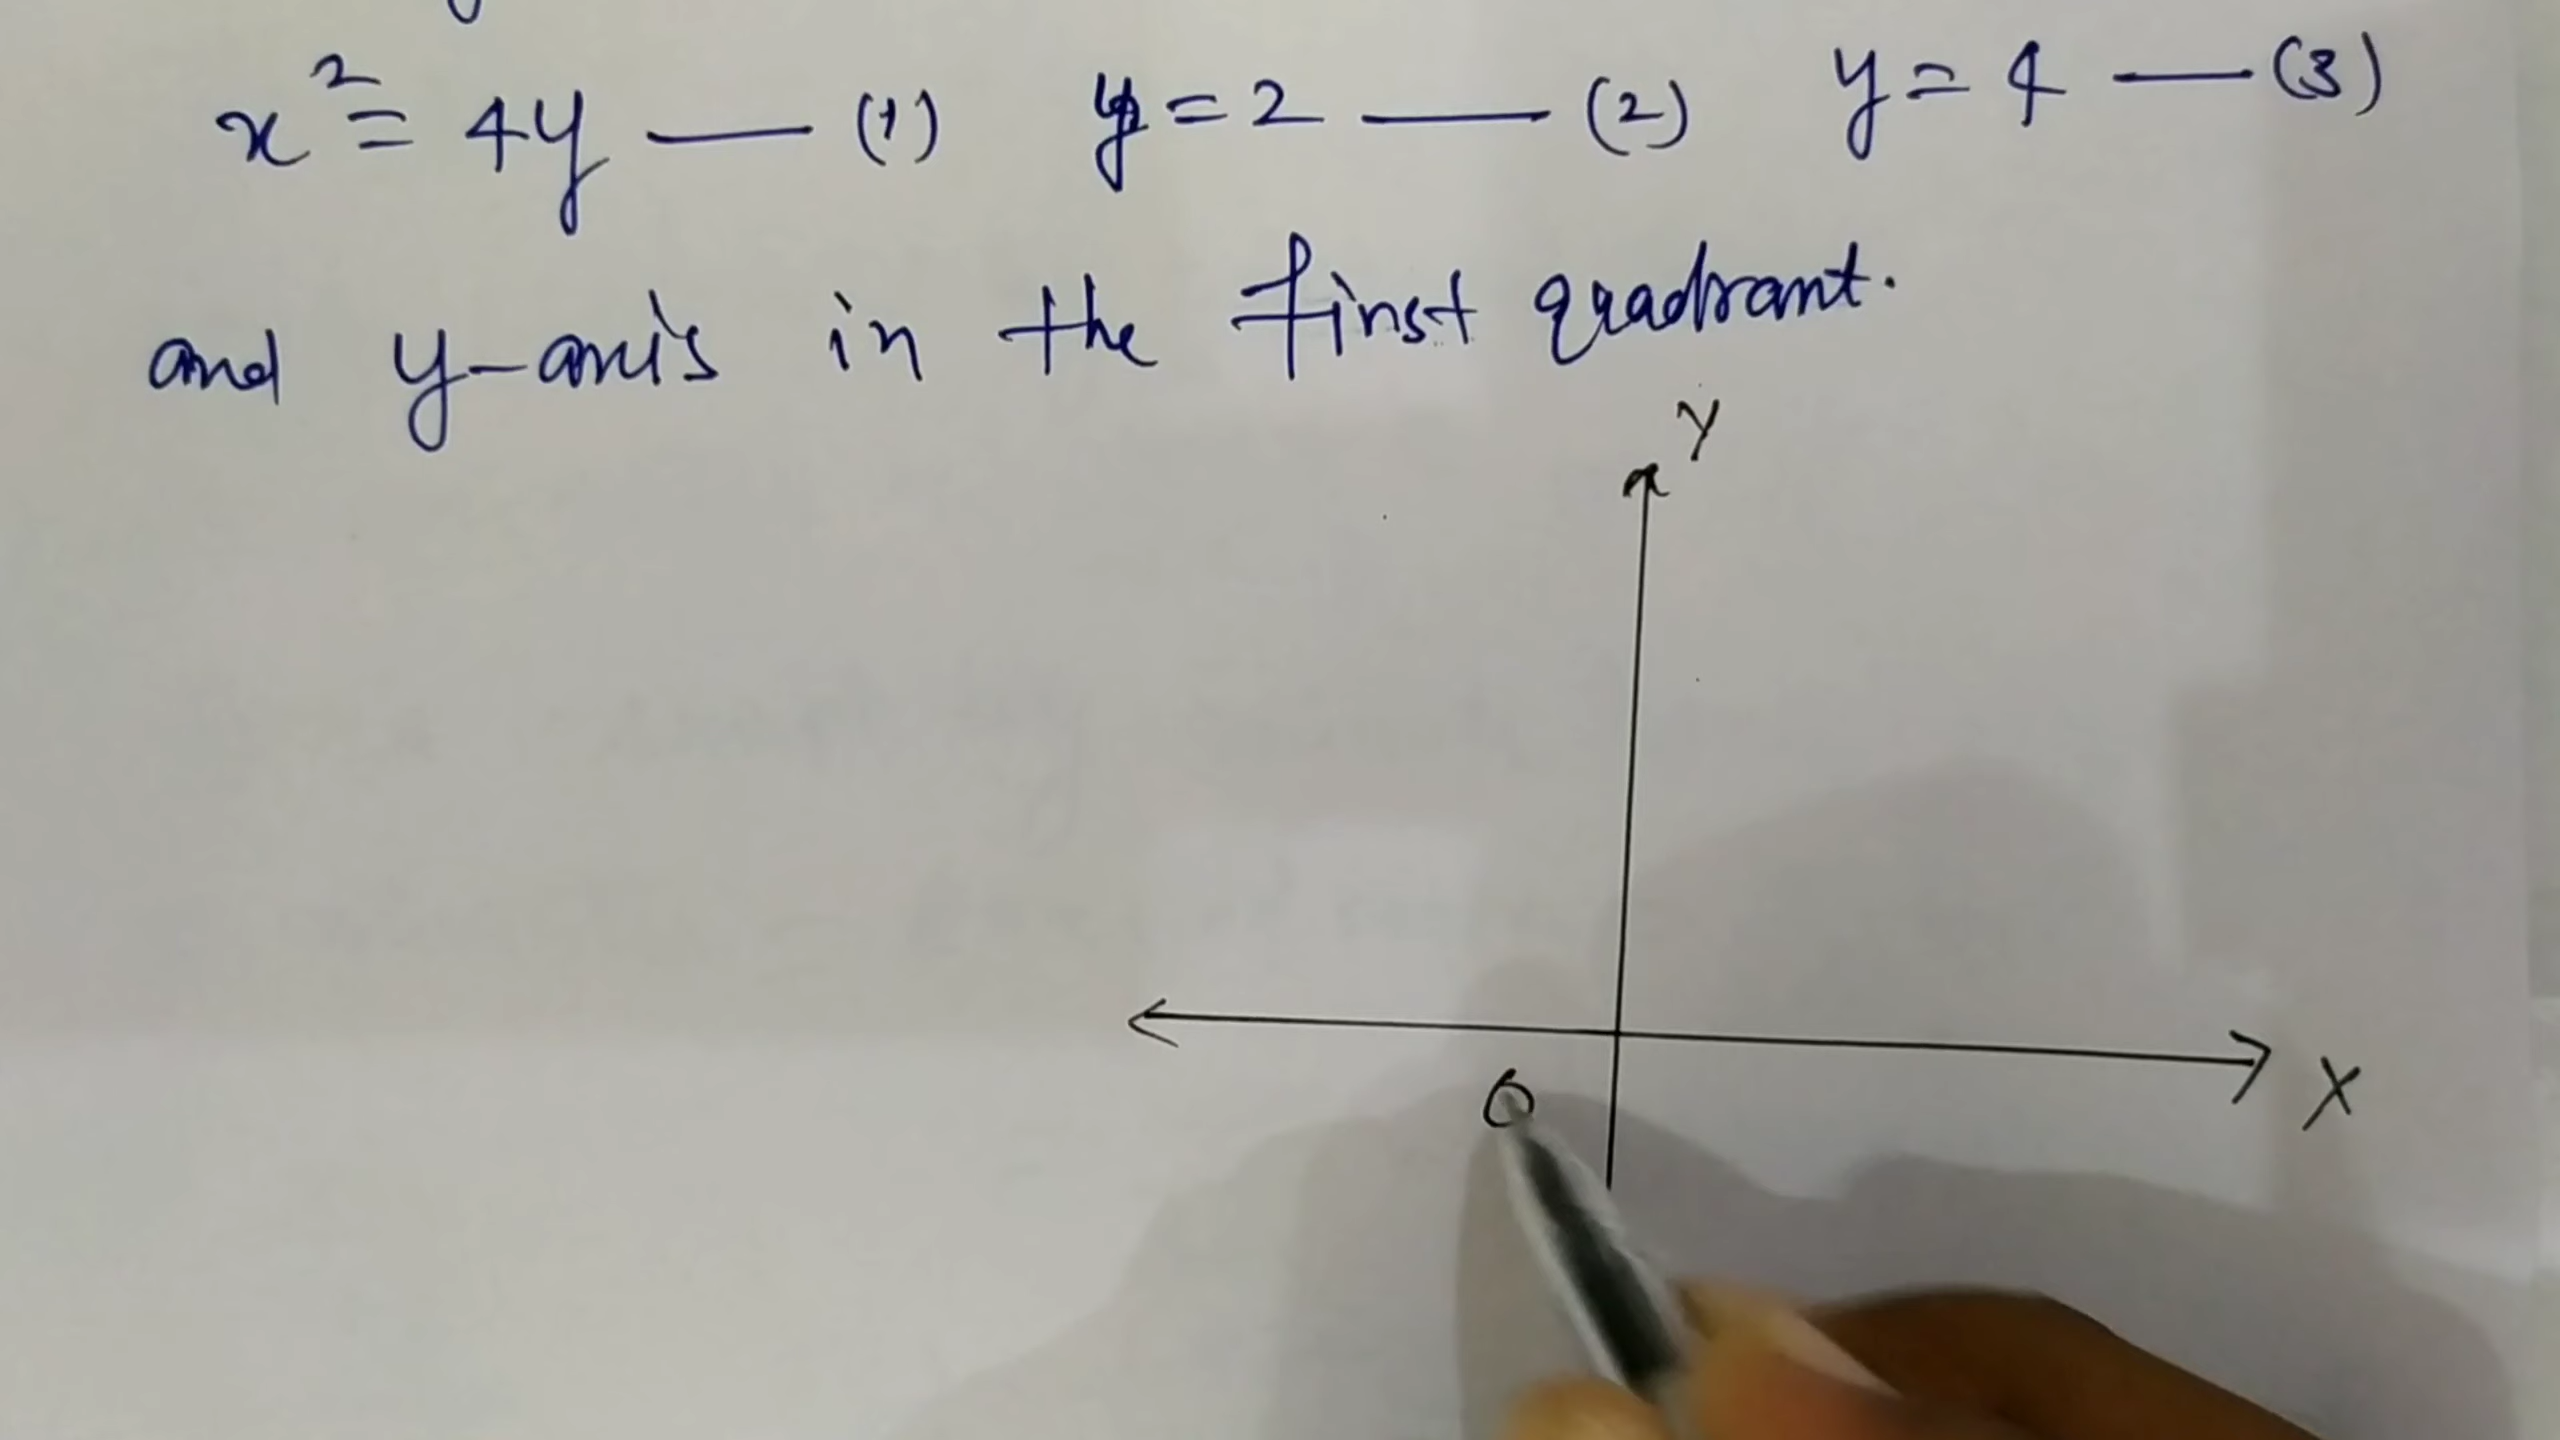 x² = 4y — (1) y = 2 — (2) y = 4 — (3)
and y-axis in the first quadrant.
Y
O
X